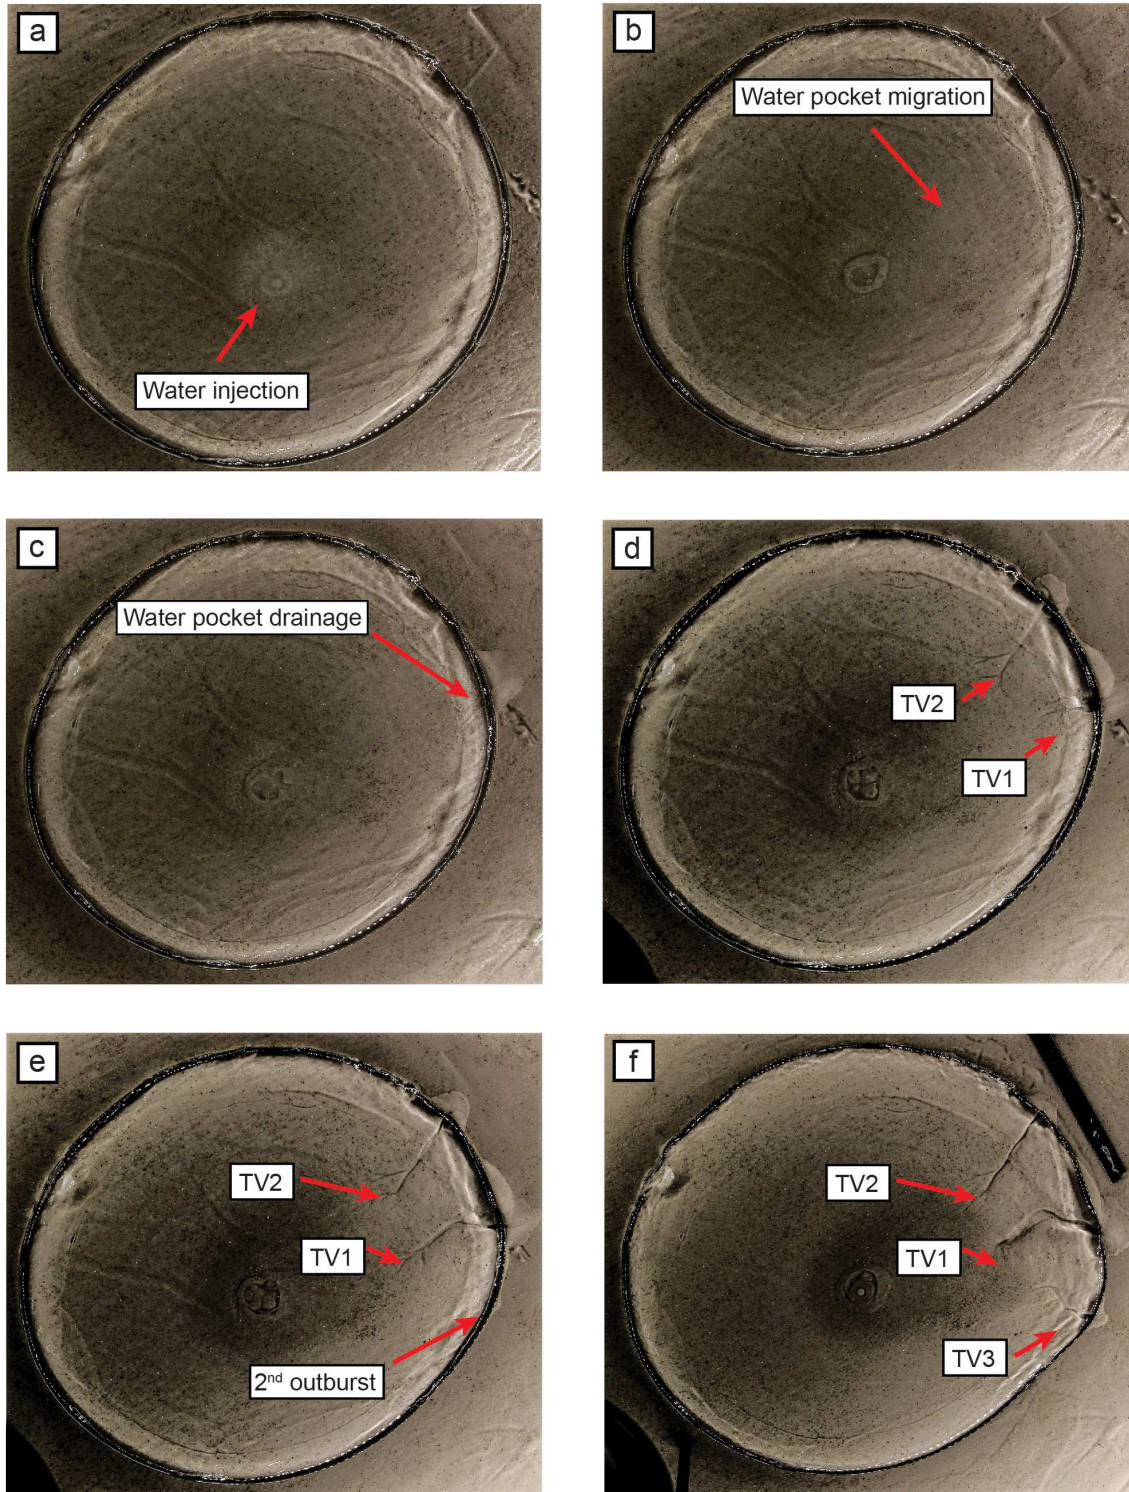 a
Water injection
b
Water pocket migration
c
Water pocket drainage
d
TV2
TV1
e
TV2
TV1
2nd outburst
f
TV2
TV1
TV3